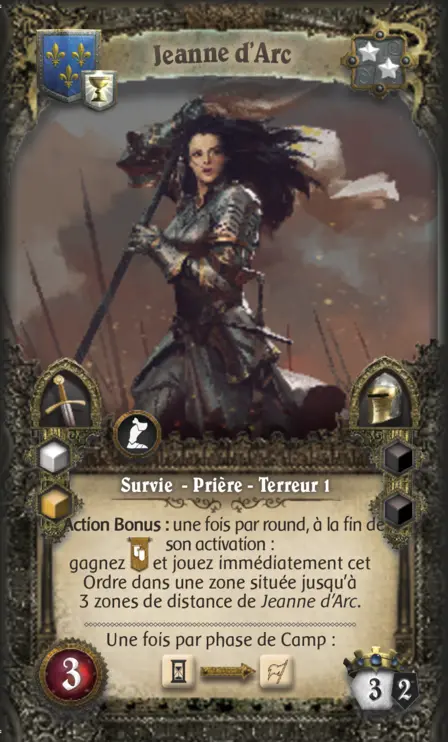 Jeanne d'Arc
Survie - Prière - Terreur 1
Action Bonus : une fois par round, à la fin de
son activation :
gagnez et jouez immédiatement cet
Ordre dans une zone située jusqu'à
3 zones de distance de Jeanne d'Arc.
Une fois par phase de Camp :
3
3 2